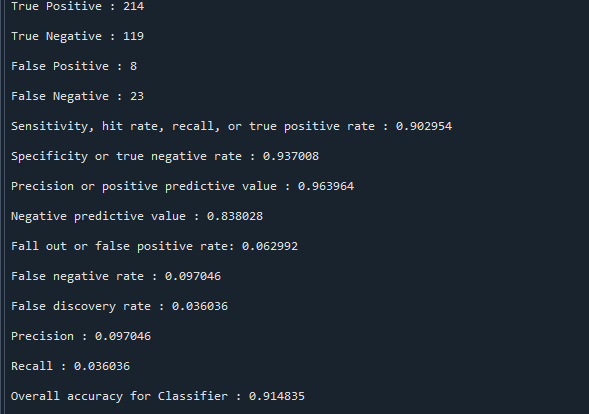 True Positive : 214
True Negative : 119
False Positive : 8
False Negative : 23
Sensitivity, hit rate, recall, or true positive rate : 0.902954
Specificity or true negative rate : 0.937008
Precision or positive predictive value : 0.963964
Negative predictive value : 0.838028
Fall out or false positive rate: 0.062992
False negative rate : 0.097046
False discovery rate : 0.036036
Precision : 0.097046
Recall : 0.036036
Overall accuracy for Classifier : 0.914835